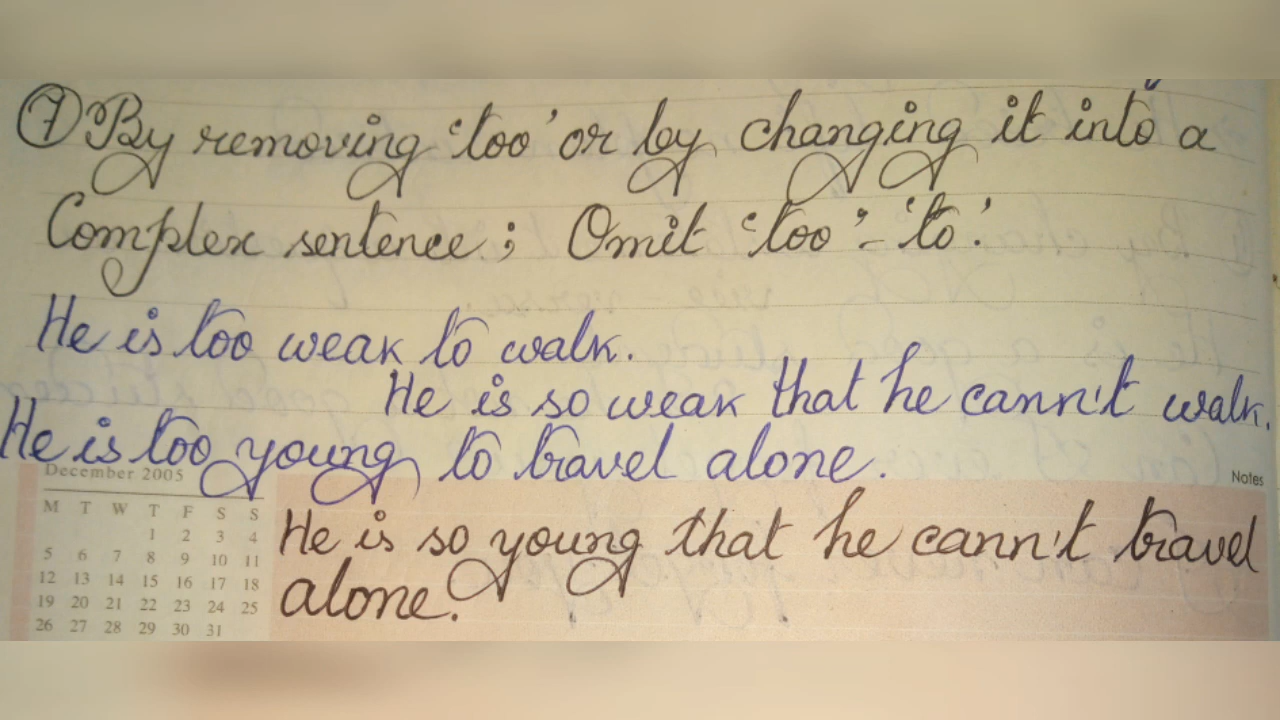 ⑦ By removing 'too' or by changing it into a
Complex sentence ; Omit 'too' - 'to'.
He is too weak to walk.
He is so weak that he cann't walk.
He is too young to travel alone.
Notes
December 2005
M T W T F S S
1 2 3 4
5 6 7 8 9 10 11
12 13 14 15 16 17 18
19 20 21 22 23 24 25
26 27 28 29 30 31
He is so young that he cann't travel
alone.